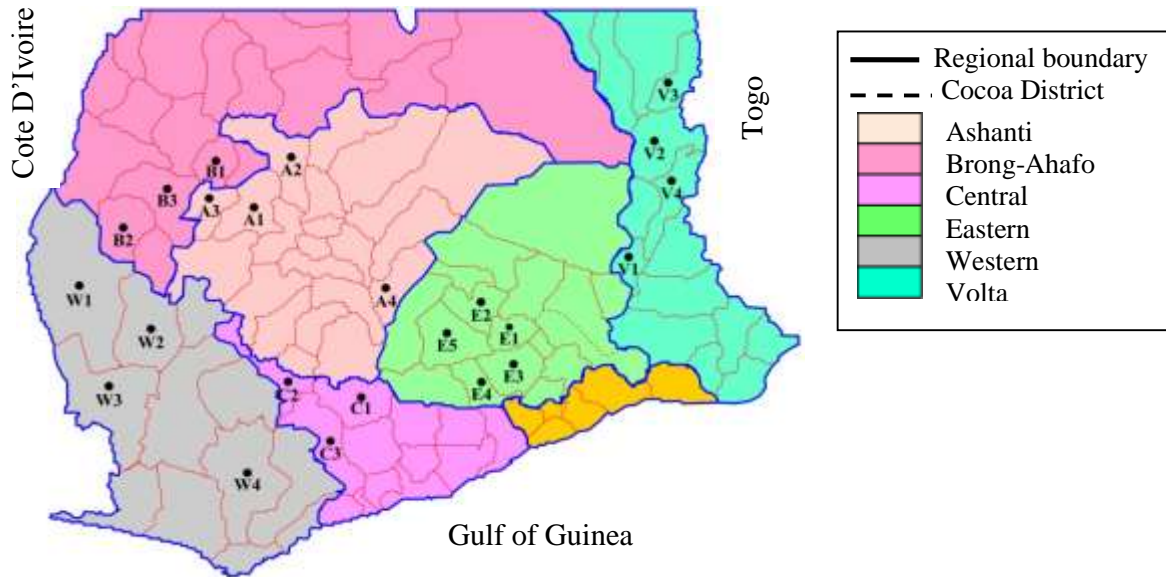 Cote D'Ivoire
Togo
V3
V2
V4
V1
B1
B3
B2
A2
A3
A1
A4
W1
W2
W3
W4
E2
E1
E5
E3
E4
C2
C1
C3
Gulf of Guinea
Regional boundary
Cocoa District
Ashanti
Brong-Ahafo
Central
Eastern
Western
Volta